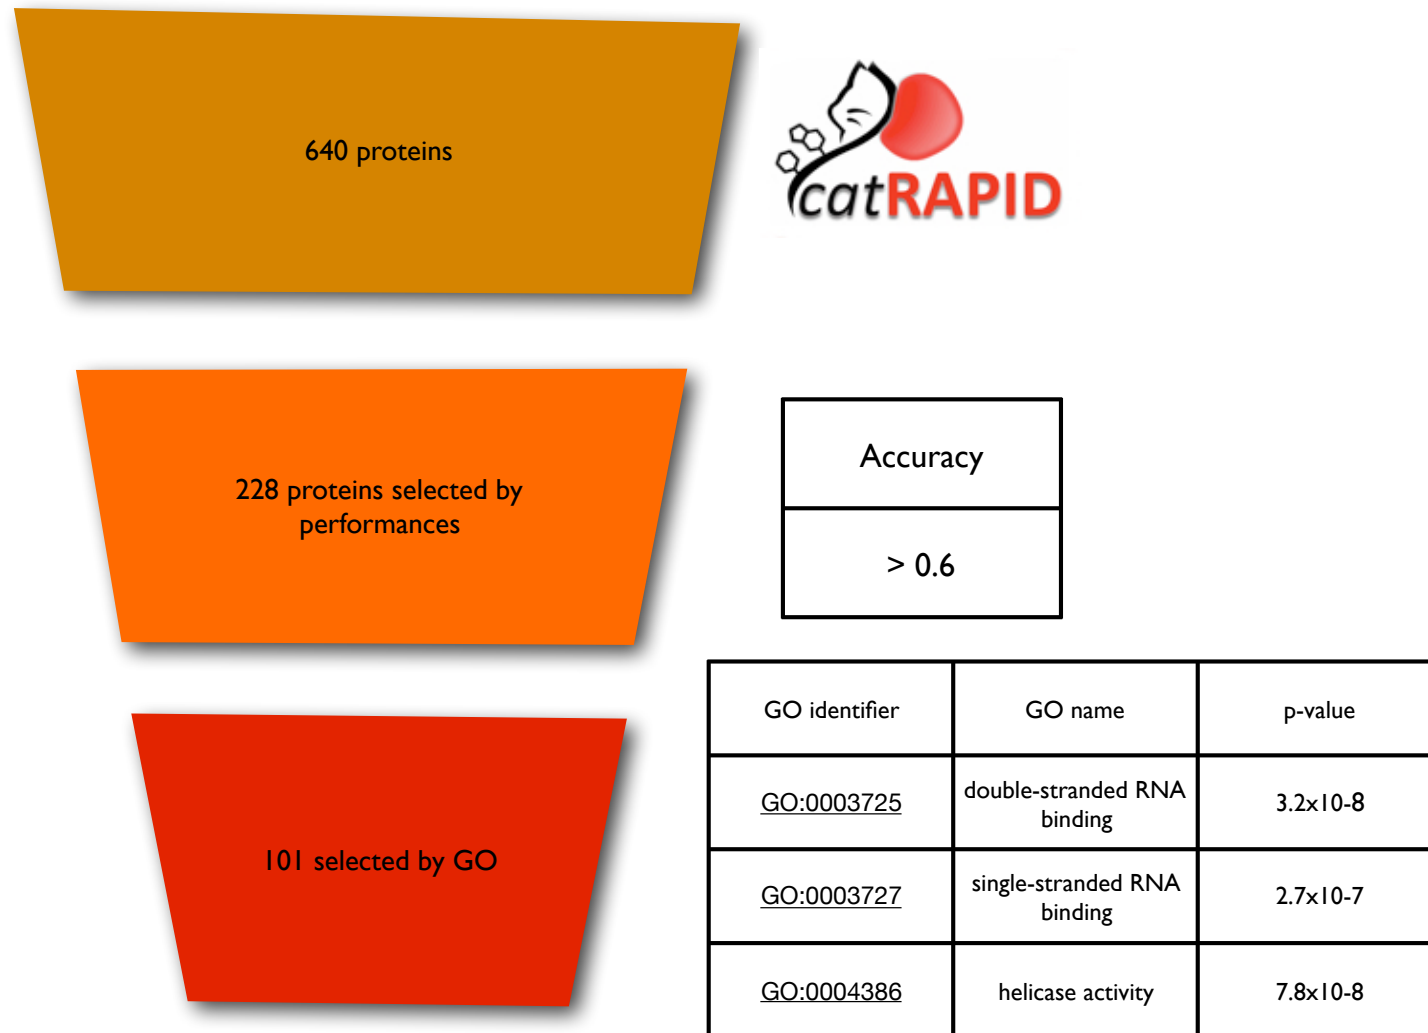 640 proteins
catRAPID
228 proteins selected by
performances
Accuracy
> 0.6
101 selected by GO
GO identifier GO name p-value
GO:0003725 double-stranded RNA binding 3.2x10-8
GO:0003727 single-stranded RNA binding 2.7x10-7
GO:0004386 helicase activity 7.8x10-8